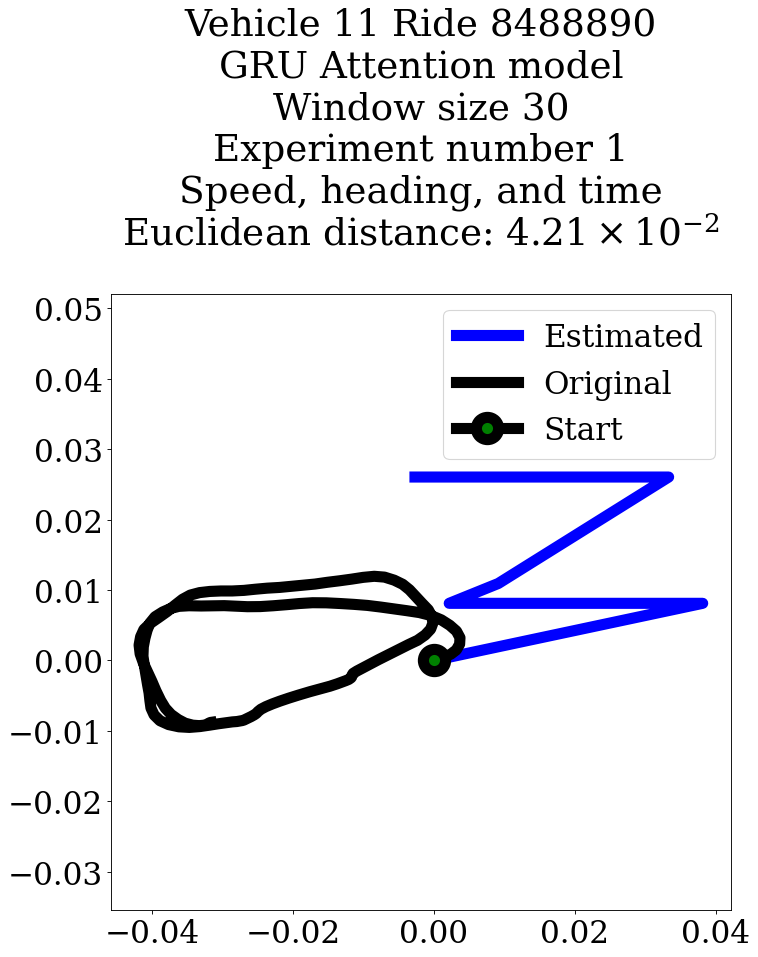 Vehicle 11 Ride 8488890
GRU Attention model
Window size 30
Experiment number 1
Speed, heading, and time
Euclidean distance: 4.21 × 10⁻²
Estimated
Original
Start
0.05
0.04
0.03
0.02
0.01
0.00
−0.01
−0.02
−0.03
−0.04 −0.02 0.00 0.02 0.04